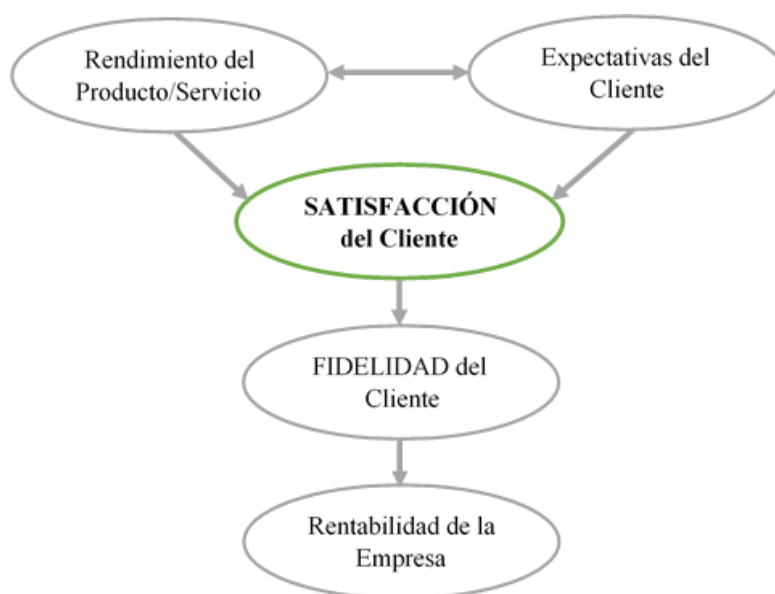 Rendimiento del
Producto/Servicio
Expectativas del
Cliente
SATISFACCIÓN
del Cliente
FIDELIDAD del
Cliente
Rentabilidad de la
Empresa